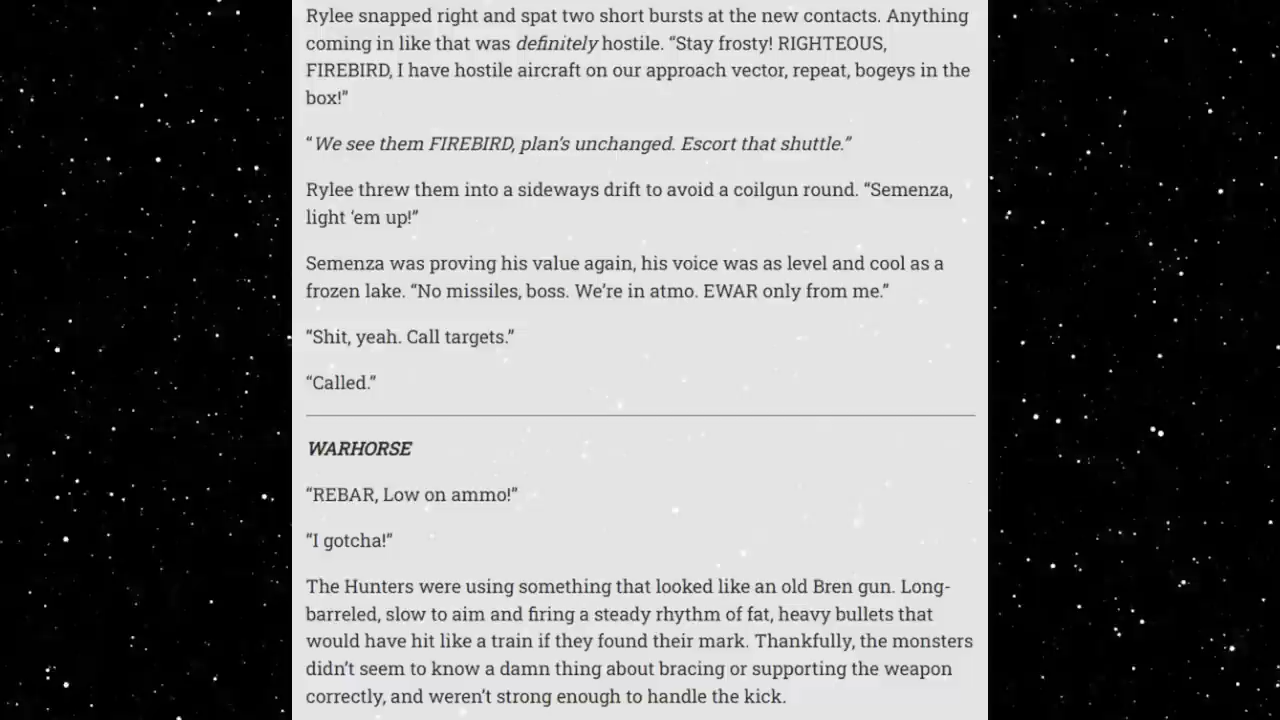 Rylee snapped right and spat two short bursts at the new contacts. Anything
coming in like that was definitely hostile. “Stay frosty! RIGHTEOUS,
FIREBIRD, I have hostile aircraft on our approach vector, repeat, bogeys in the
box!”
“We see them FIREBIRD, plan’s unchanged. Escort that shuttle.”
Rylee threw them into a sideways drift to avoid a coilgun round. “Semenza,
light ‘em up!”
Semenza was proving his value again, his voice was as level and cool as a
frozen lake. “No missiles, boss. We’re in atmo. EWAR only from me.”
“Shit, yeah. Call targets.”
“Called.”
WARHORSE
“REBAR, Low on ammo!”
“I gotcha!”
The Hunters were using something that looked like an old Bren gun. Long-
barreled, slow to aim and firing a steady rhythm of fat, heavy bullets that
would have hit like a train if they found their mark. Thankfully, the monsters
didn’t seem to know a damn thing about bracing or supporting the weapon
correctly, and weren’t strong enough to handle the kick.